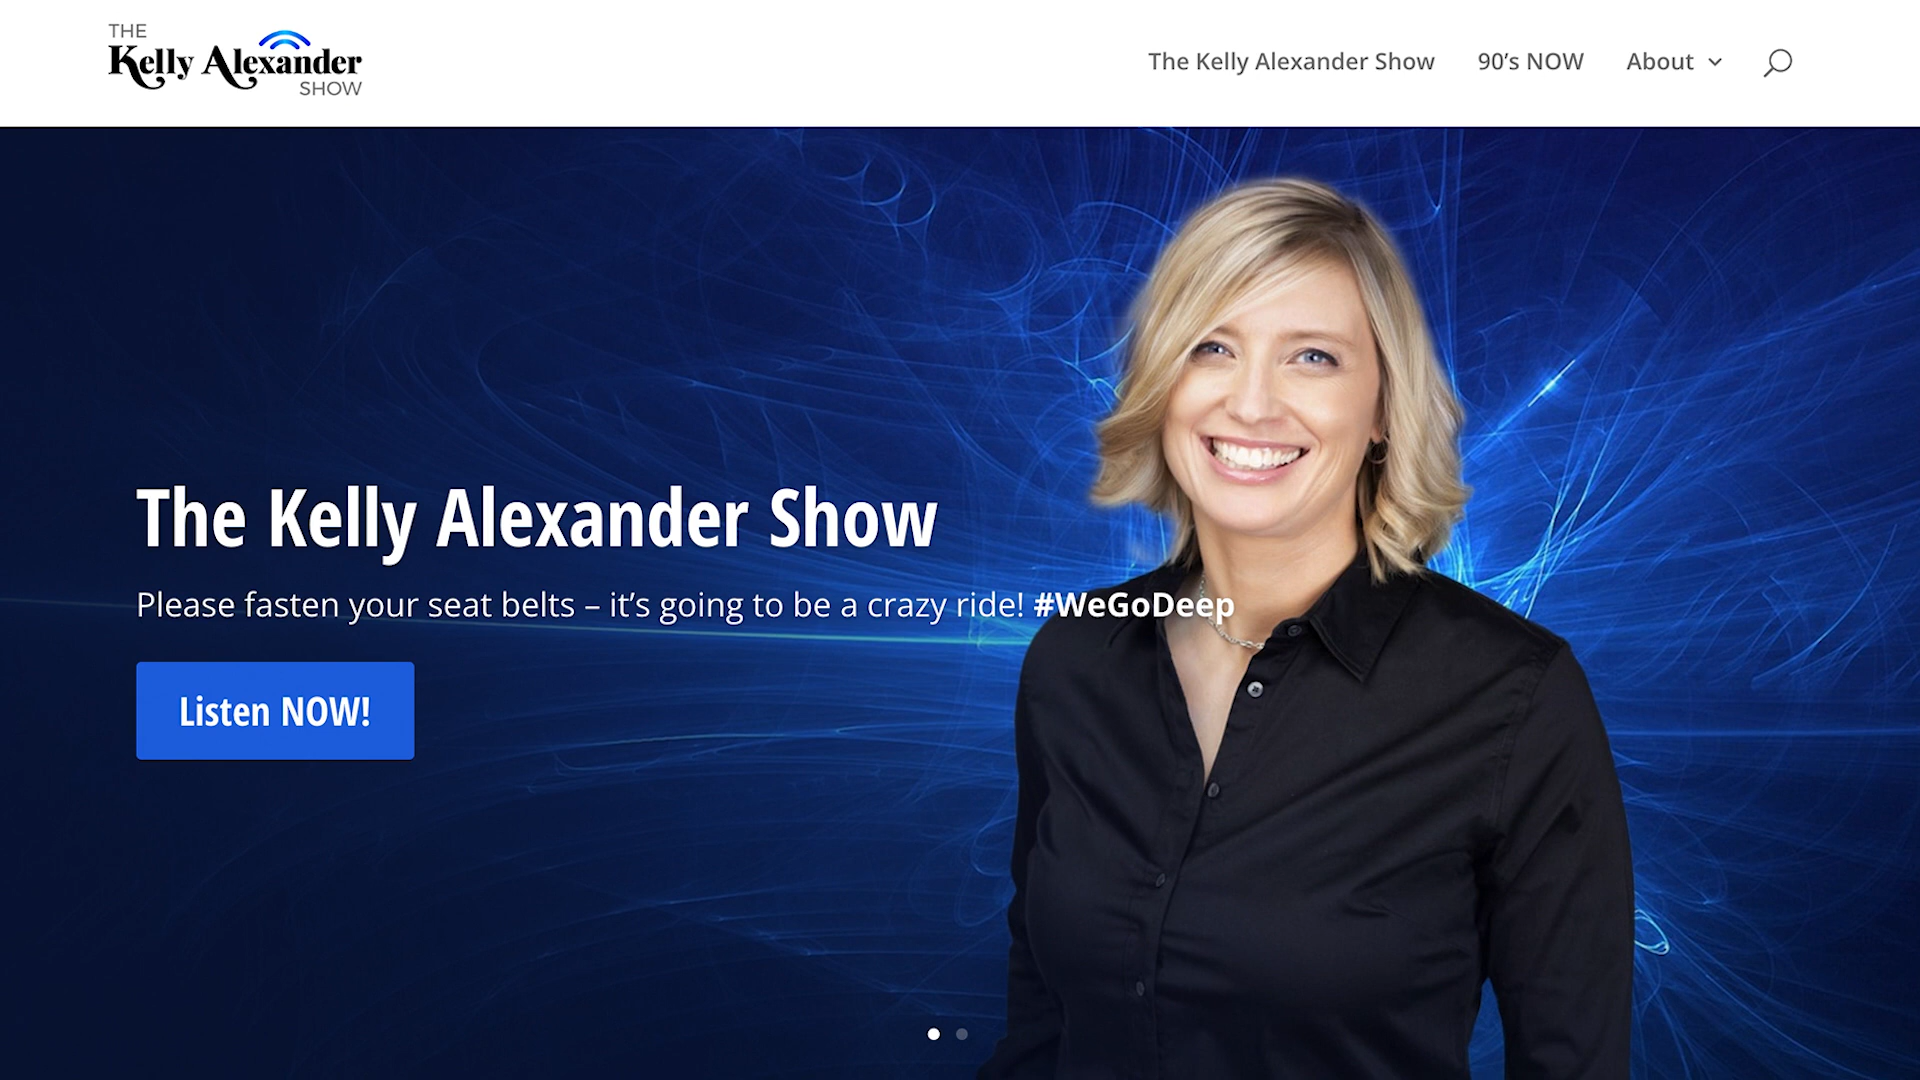 THE
Kelly Alexander
SHOW
The Kelly Alexander Show
90’s NOW
About
The Kelly Alexander Show
Please fasten your seat belts – it’s going to be a crazy ride! #WeGoDeep
Listen NOW!